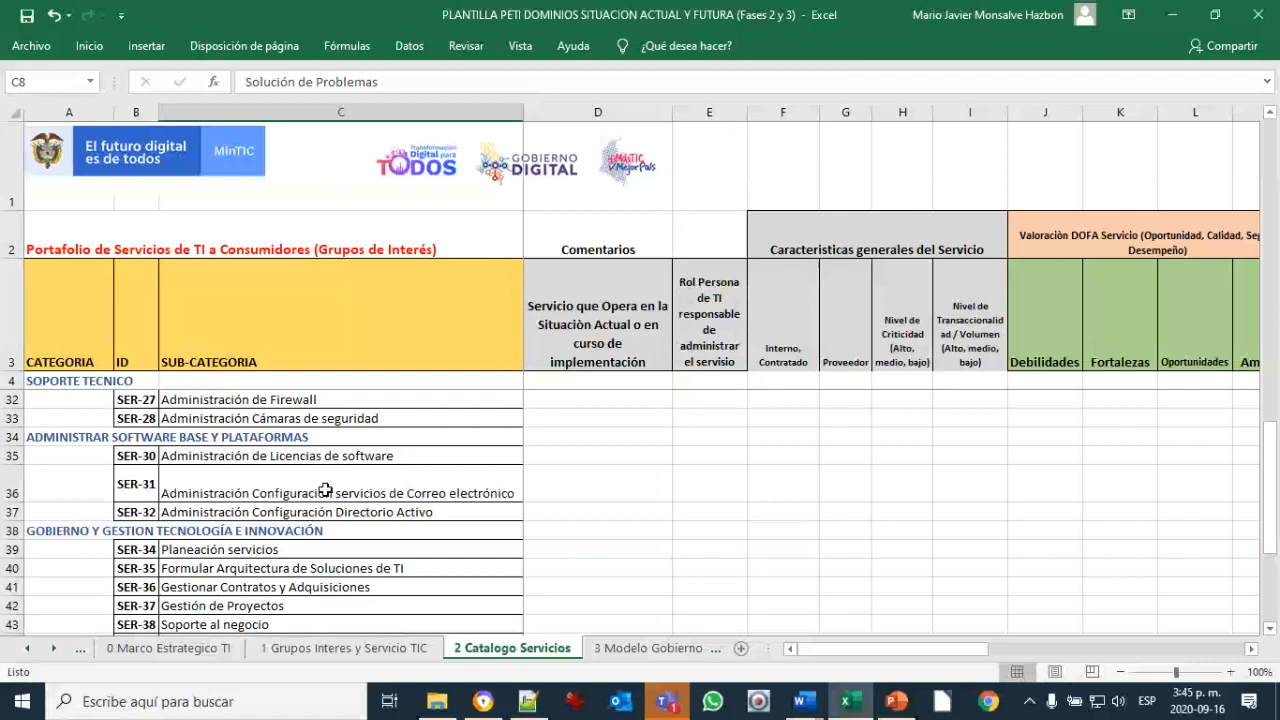 PLANTILLA PETI DOMINIOS SITUACION ACTUAL Y FUTURA (Fases 2 y 3) - Excel
Mario Javier Monsalve Hazbon
Archivo Inicio Insertar Disposición de página Fórmulas Datos Revisar Vista Ayuda ¿Qué desea hacer? Compartir
C8 fx Solución de Problemas
A B C D E F G H I J K L
El futuro digital
es de todos
MinTIC
Transformación
Digital para
TODOS
GOBIERNO
DIGITAL
1
2 Portafolio de Servicios de TI a Consumidores (Grupos de Interés) Comentarios Caracteristicas generales del Servicio
Valoraciòn DOFA Servicio (Oportunidad, Calidad, Seg
Desempeño)
3 CATEGORIA ID SUB-CATEGORIA
Servicio que Opera en la
Situaciòn Actual o en
curso de
implementación
Rol Persona
de TI
responsable
de
administrar
el servisio
Interno,
Contratado
Proveedor
Nivel de
Criticidad
(Alto,
medio, bajo)
Nivel de
Transaccionalid
ad / Volumen
(Alto, medio,
bajo)
Debilidades Fortalezas Oportunidades Am
4 SOPORTE TECNICO
32 SER-27 Administración de Firewall
33 SER-28 Administración Cámaras de seguridad
34 ADMINISTRAR SOFTWARE BASE Y PLATAFORMAS
35 SER-30 Administración de Licencias de software
36 SER-31 Administración Configuración servicios de Correo electrónico
37 SER-32 Administración Configuración Directorio Activo
38 GOBIERNO Y GESTION TECNOLOGÍA E INNOVACIÓN
39 SER-34 Planeación servicios
40 SER-35 Formular Arquitectura de Soluciones de TI
41 SER-36 Gestionar Contratos y Adquisiciones
42 SER-37 Gestión de Proyectos
43 SER-38 Soporte al negocio
... 0 Marco Estrategico TI 1 Grupos Interes y Servicio TIC 2 Catalogo Servicios 3 Modelo Gobierno ...
Listo 100%
Escribe aquí para buscar
ESP
3:45 p. m.
2020-09-16